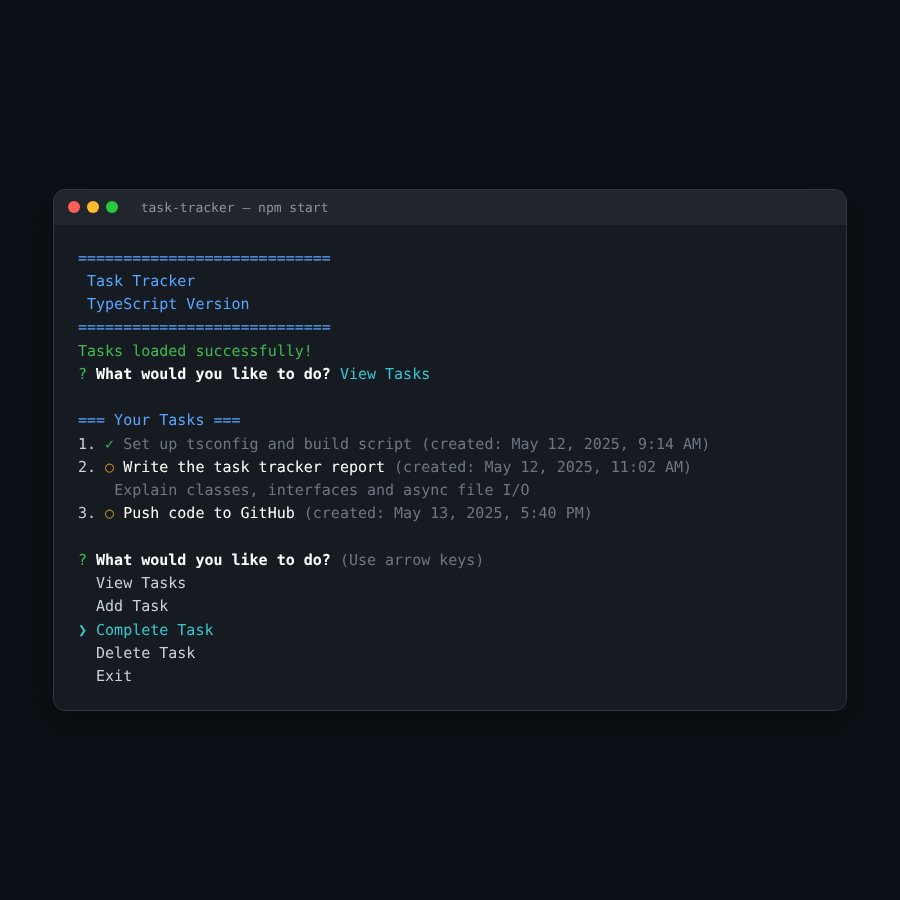 task-tracker — npm start
============================
 Task Tracker
 TypeScript Version
============================
Tasks loaded successfully!
? What would you like to do? View Tasks
=== Your Tasks ===
1. ✓ Set up tsconfig and build script (created: May 12, 2025, 9:14 AM)
2. ○ Write the task tracker report (created: May 12, 2025, 11:02 AM)
    Explain classes, interfaces and async file I/O
3. ○ Push code to GitHub (created: May 13, 2025, 5:40 PM)
? What would you like to do? (Use arrow keys)
  View Tasks
  Add Task
❯ Complete Task
  Delete Task
  Exit